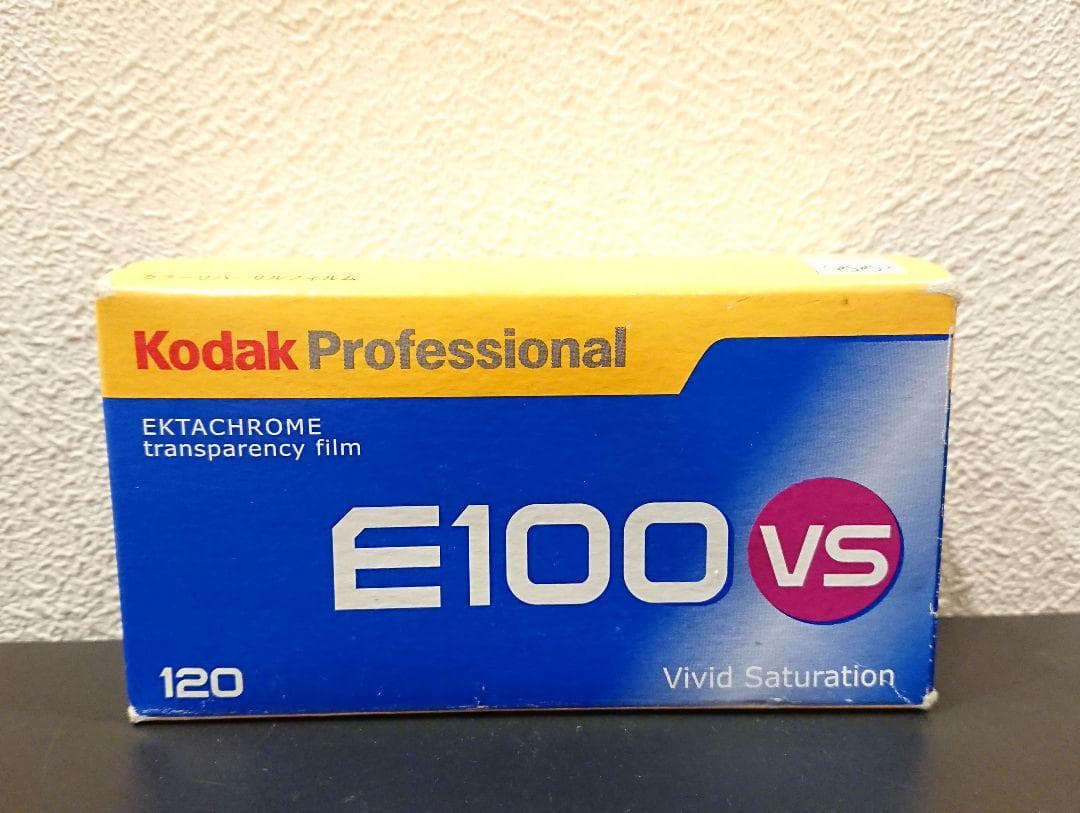 Kodak Professional
EKTACHROME
transparency film
E100 VS
120
Vivid Saturation